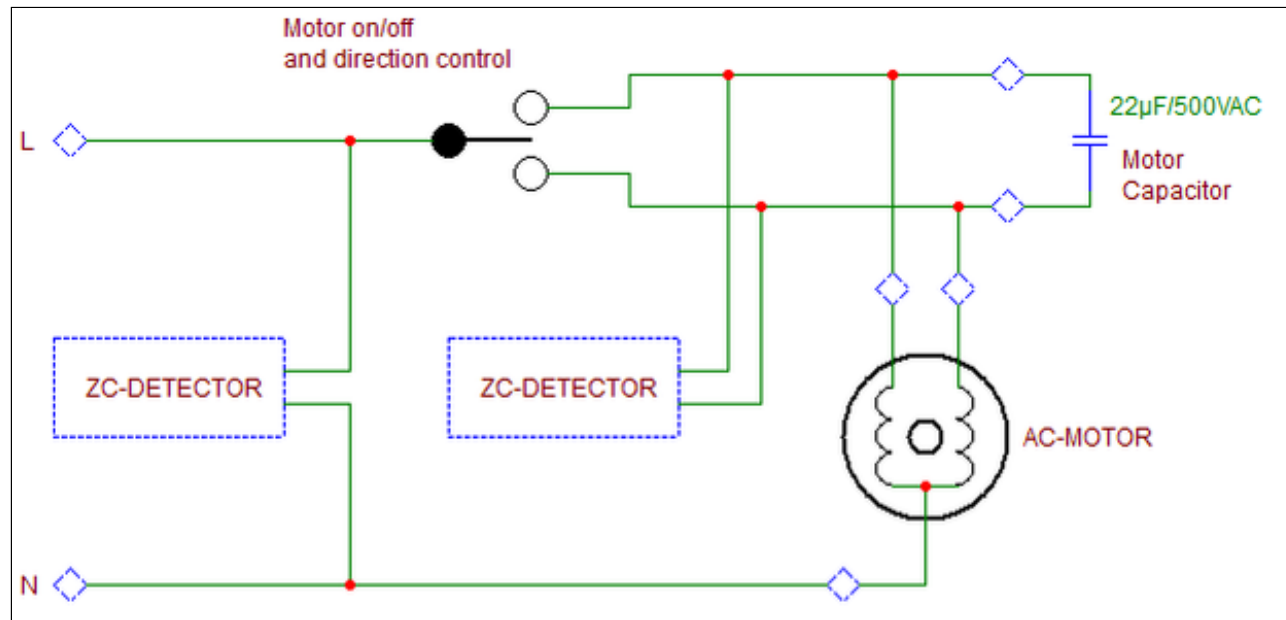 Motor on/off
and direction control
L
22µF/500VAC
Motor
Capacitor
ZC-DETECTOR
ZC-DETECTOR
AC-MOTOR
N